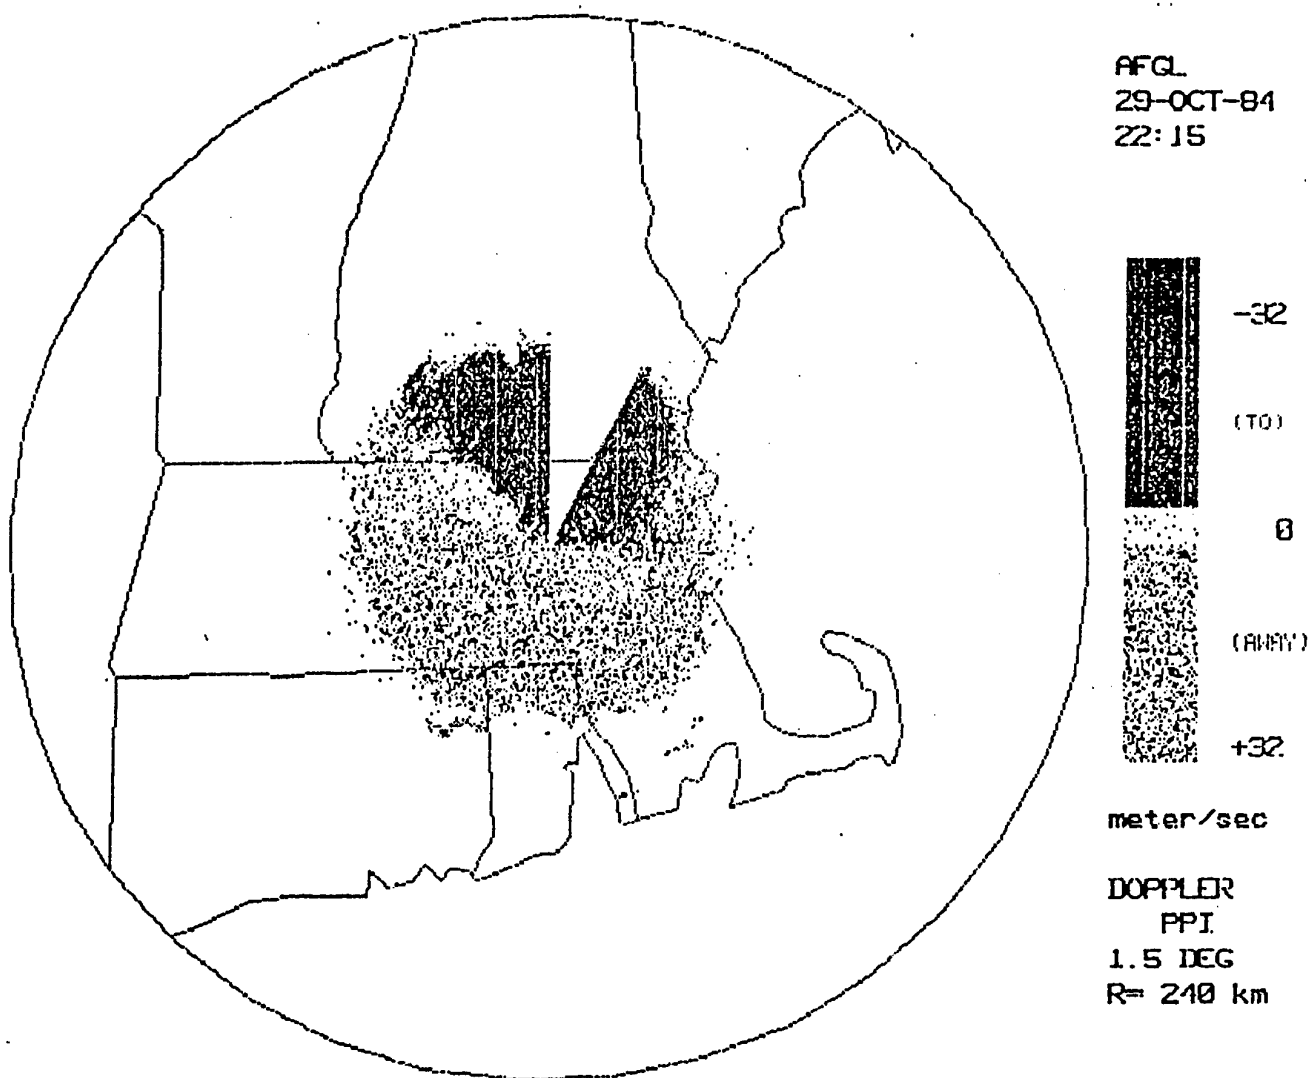 AFGL
29-OCT-84
22:15
-32
(TO)
0
(AWAY)
+32
meter/sec
DOPPLER
PPI
1.5 DEG
R= 240 km